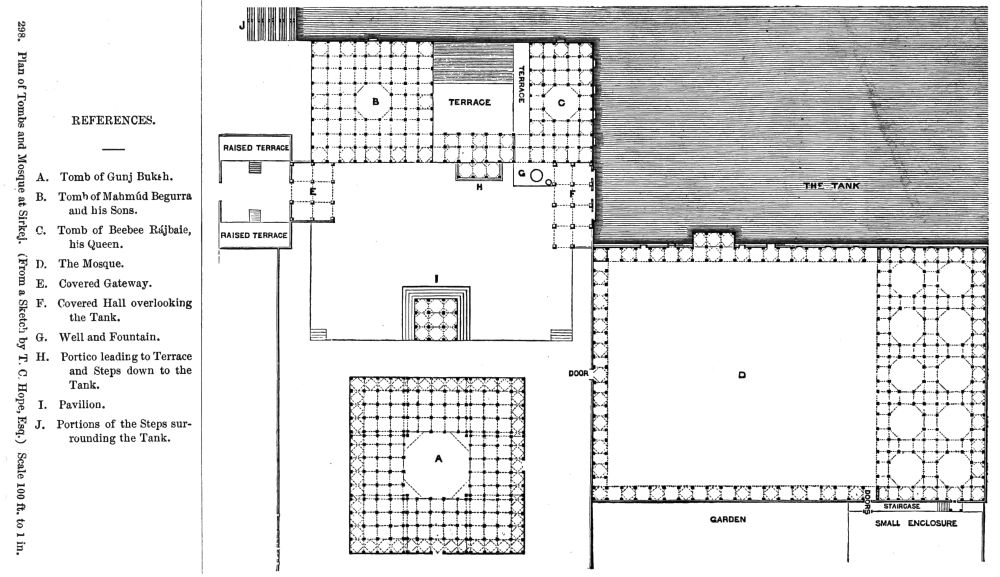 298. Plan of Tombs and Mosque at Sirkej. (From a Sketch by T. C. Hope, Esq.) Scale 100 ft. to 1 in.
REFERENCES.
A. Tomb of Gunj Buksh.
B. Tomb of Mahmúd Begurra
and his Sons.
C. Tomb of Beebee Rájbaie,
his Queen.
D. The Mosque.
E. Covered Gateway.
F. Covered Hall overlooking
the Tank.
G. Well and Fountain.
H. Portico leading to Terrace
and Steps down to the
Tank.
I. Pavilion.
J. Portions of the Steps sur-
rounding the Tank.
J
B
TERRACE
TERRACE
C
RAISED TERRACE
G
H
E
F
THE TANK
RAISED TERRACE
I
DOOR
D
A
DOORS
STAIRCASE
GARDEN
SMALL ENCLOSURE